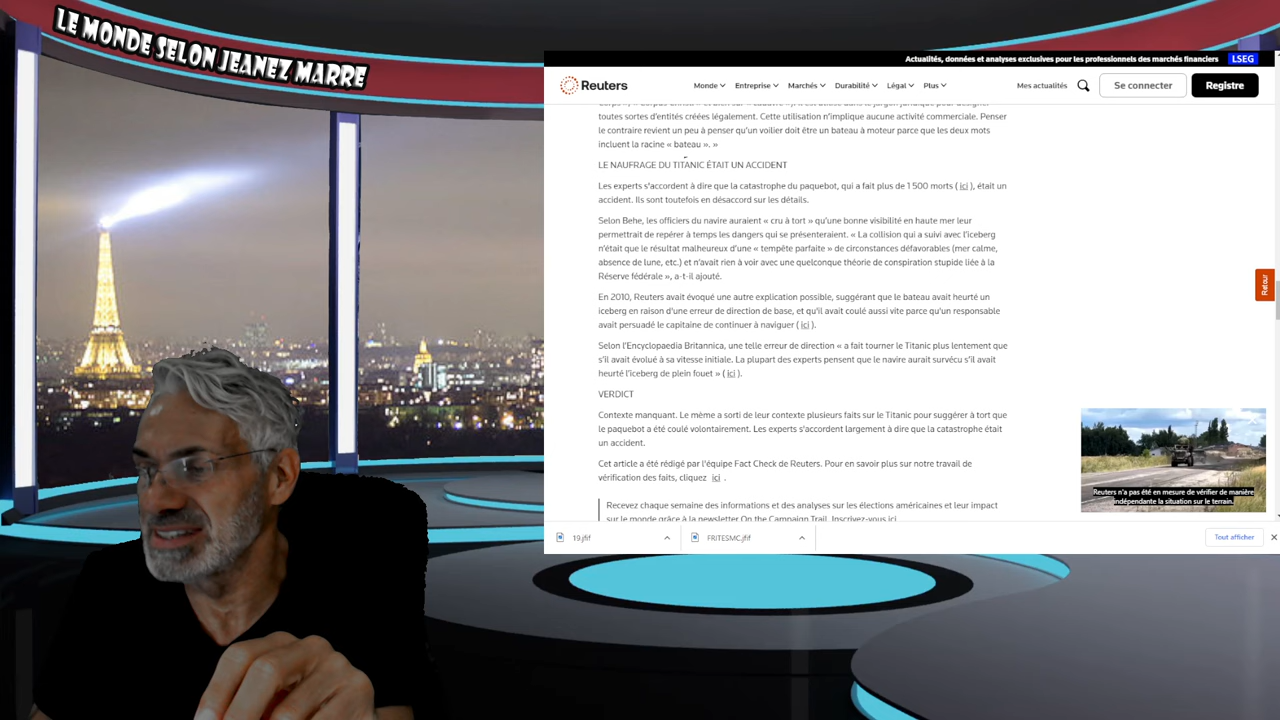 LE MONDE SELON JEANEZ MARRE
Actualités, données et analyses exclusives pour les professionnels des marchés financiers LSEG
Reuters Monde Entreprise Marchés Durabilité Légal Plus Mes actualités Se connecter Registre
toutes sortes d'entités créées légalement. Cette utilisation n'implique aucune activité commerciale. Penser
le contraire revient un peu à penser qu'un voilier doit être un bateau à moteur parce que les deux mots
incluent la racine « bateau ». »
LE NAUFRAGE DU TITANIC ÉTAIT UN ACCIDENT
Les experts s'accordent à dire que la catastrophe du paquebot, qui a fait plus de 1 500 morts ( ici ), était un
accident. Ils sont toutefois en désaccord sur les détails.
Selon Behe, les officiers du navire auraient « cru à tort » qu'une bonne visibilité en haute mer leur
permettrait de repérer à temps les dangers qui se présenteraient. « La collision qui a suivi avec l'iceberg
n'était que le résultat malheureux d'une « tempête parfaite » de circonstances défavorables (mer calme,
absence de lune, etc.) et n'avait rien à voir avec une quelconque théorie de conspiration stupide liée à la
Réserve fédérale », a-t-il ajouté.
En 2010, Reuters avait évoqué une autre explication possible, suggérant que le bateau avait heurté un
iceberg en raison d'une erreur de direction de base, et qu'il avait coulé aussi vite parce qu'un responsable
avait persuadé le capitaine de continuer à naviguer ( ici ).
Selon l'Encyclopaedia Britannica, une telle erreur de direction « a fait tourner le Titanic plus lentement que
s'il avait évolué à sa vitesse initiale. La plupart des experts pensent que le navire aurait survécu s'il avait
heurté l'iceberg de plein fouet » ( ici ).
VERDICT
Contexte manquant. Le mème a sorti de leur contexte plusieurs faits sur le Titanic pour suggérer à tort que
le paquebot a été coulé volontairement. Les experts s'accordent largement à dire que la catastrophe était
un accident.
Cet article a été rédigé par l'équipe Fact Check de Reuters. Pour en savoir plus sur notre travail de
vérification des faits, cliquez ici .
Recevez chaque semaine des informations et des analyses sur les élections américaines et leur impact
sur le monde grâce à la newsletter On the Campaign Trail. Inscrivez-vous ici
Retour
Reuters n'a pas été en mesure de vérifier de manière
indépendante la situation sur le terrain.
19.jfif FRITESMC.jfif Tout afficher